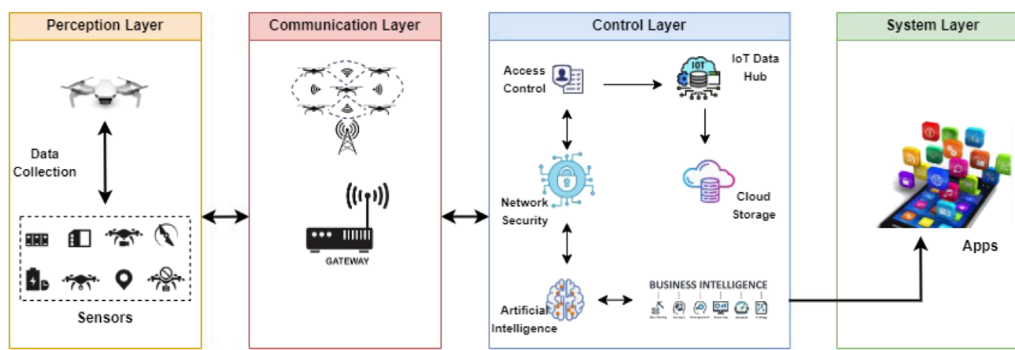 Perception Layer
Data
Collection
Sensors
Communication Layer
GATEWAY
Control Layer
Access
Control
IoT Data
Hub
IOT
Network
Security
Cloud
Storage
Artificial
Intelligence
BUSINESS INTELLIGENCE
System Layer
Apps